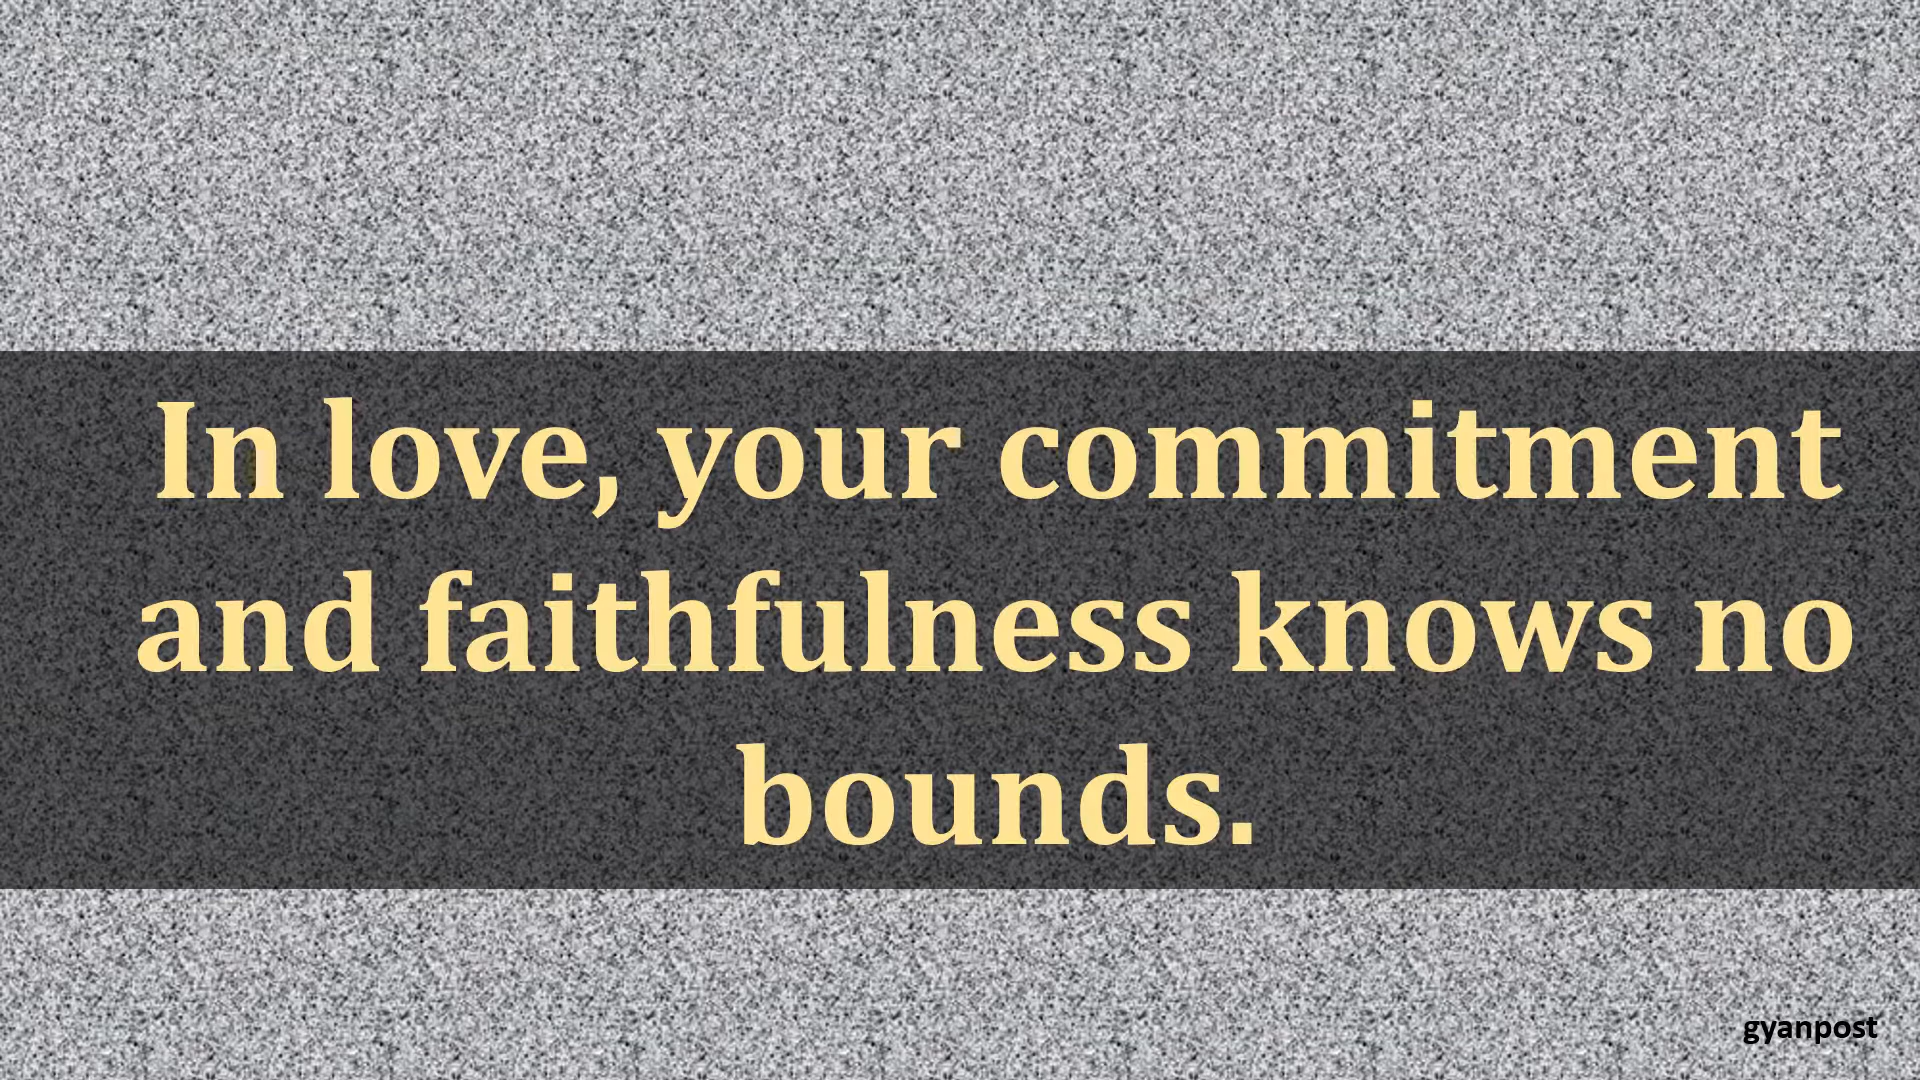 In love, your commitment
and faithfulness knows no
bounds.
gyanpost